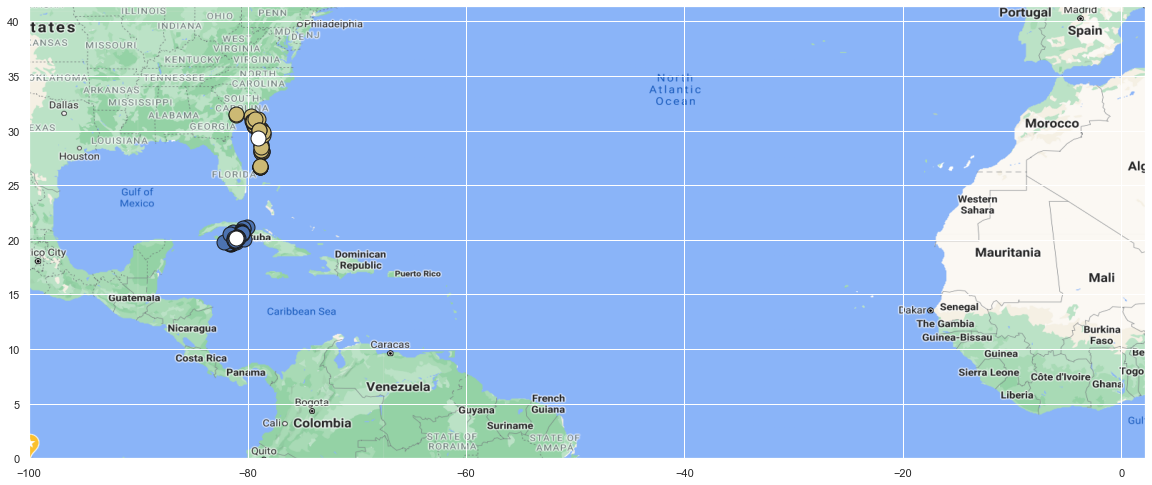 40
35
30
25
20
15
10
5
0
−100
−80
−60
−40
−20
0
tates
ILLINOIS
OHIO
PENN
Philadelphia
INDIANA
MD
DE
NJ
WEST
VIRGINIA
KANSAS
MISSOURI
KENTUCKY
VIRGINIA
OKLAHOMA
TENNESSEE
NORTH
CAROLINA
ARKANSAS
SOUTH
CAROLINA
Dallas
MISSISSIPPI
ALABAMA
GEORGIA
EXAS
LOUISIANA
Houston
FLORIDA
Gulf of
Mexico
uba
ico City
Dominican
Republic
Puerto Rico
Guatemala
Caribbean Sea
Nicaragua
Costa Rica
Panama
Caracas
Venezuela
Bogota
Cali
Colombia
Guyana
French
Guiana
Suriname
STATE OF
RORAIMA
STATE OF
AMAPA
Quito
North
Atlantic
Ocean
Portugal
Madrid
Spain
Morocco
Alg
Western
Sahara
Mauritania
Mali
Dakar
Senegal
The Gambia
Guinea-Bissau
Burkina
Faso
Guinea
Be
Sierra Leone
Côte d'Ivoire
Togo
Ghana
Liberia
Gul